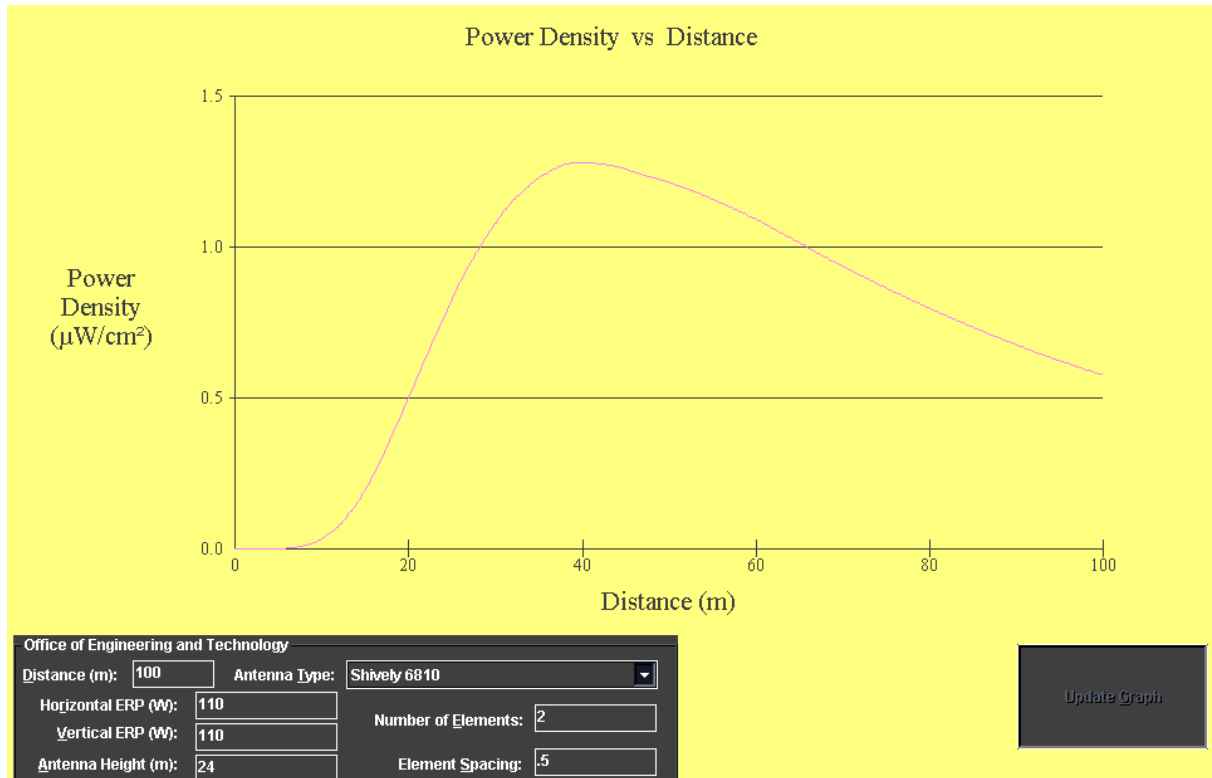 Power Density vs Distance
1.5
1.0
Power
Density
(µW/cm²)
0.5
0.0
0 20 40 60 80 100
Distance (m)
Office of Engineering and Technology
Distance (m): 100 Antenna Type: Shively 6810
Horizontal ERP (W): 110
Number of Elements: 2
Vertical ERP (W): 110
Antenna Height (m): 24 Element Spacing: .5
Update Graph